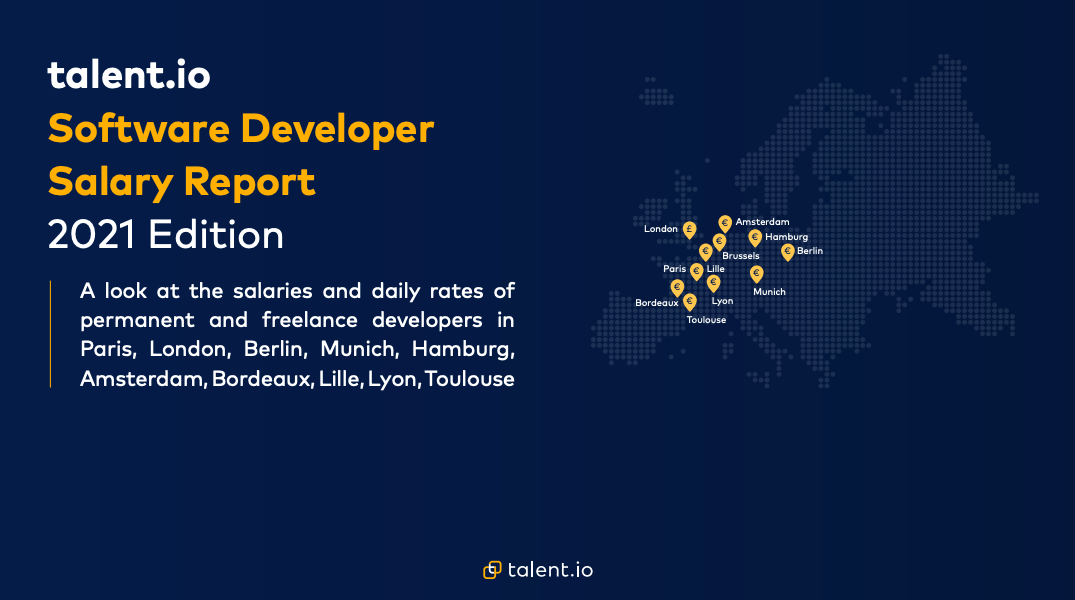 talent.io
Software Developer
Salary Report
2021 Edition
A look at the salaries and daily rates of
permanent and freelance developers in
Paris, London, Berlin, Munich, Hamburg,
Amsterdam, Bordeaux, Lille, Lyon, Toulouse
€ Amsterdam
London £
€ Hamburg
€
€ Berlin
€
Brussels
Paris € Lille
€
Munich
€
€
Bordeaux
Lyon
€
Toulouse
talent.io